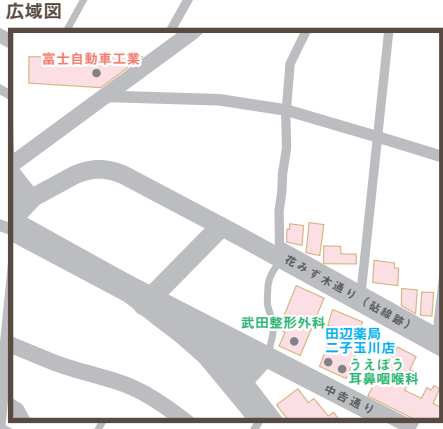 広域図
富士自動車工業
花みず木通り（砧線跡）
武田整形外科
田辺薬局
二子玉川店
うえぼう
耳鼻咽喉科
中吉通り